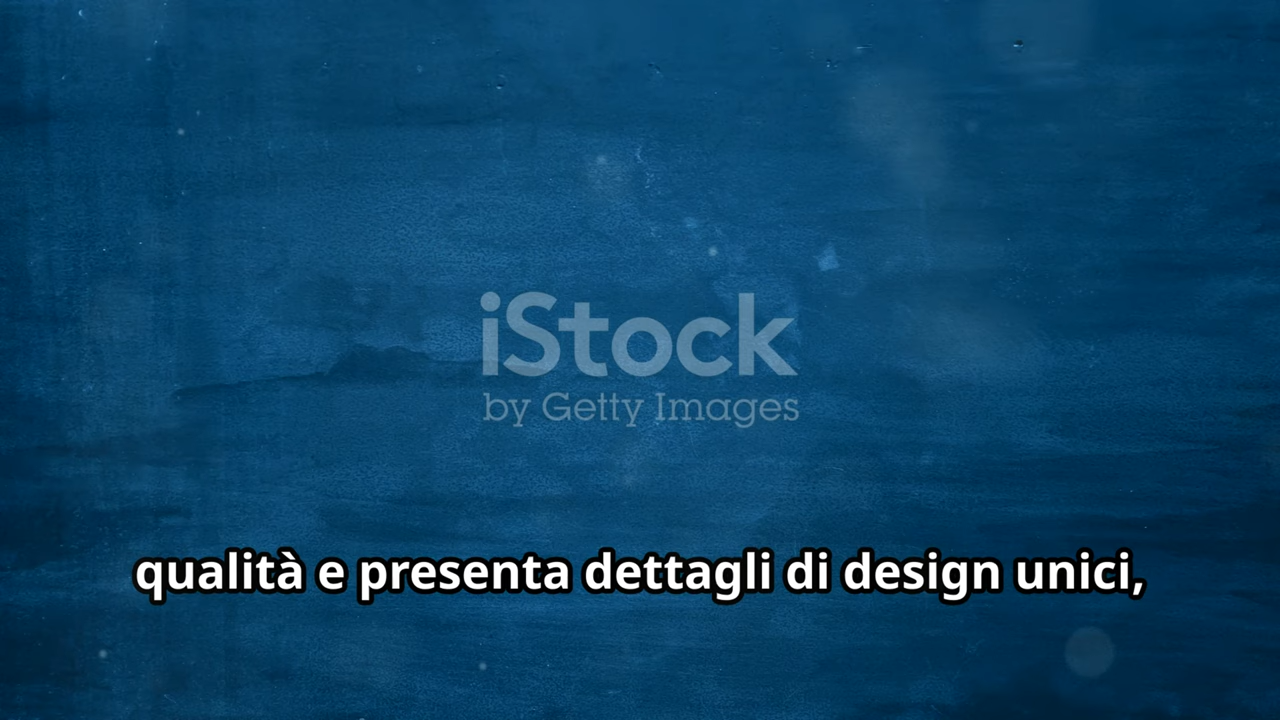 iStock
by Getty Images
qualità e presenta dettagli di design unici,